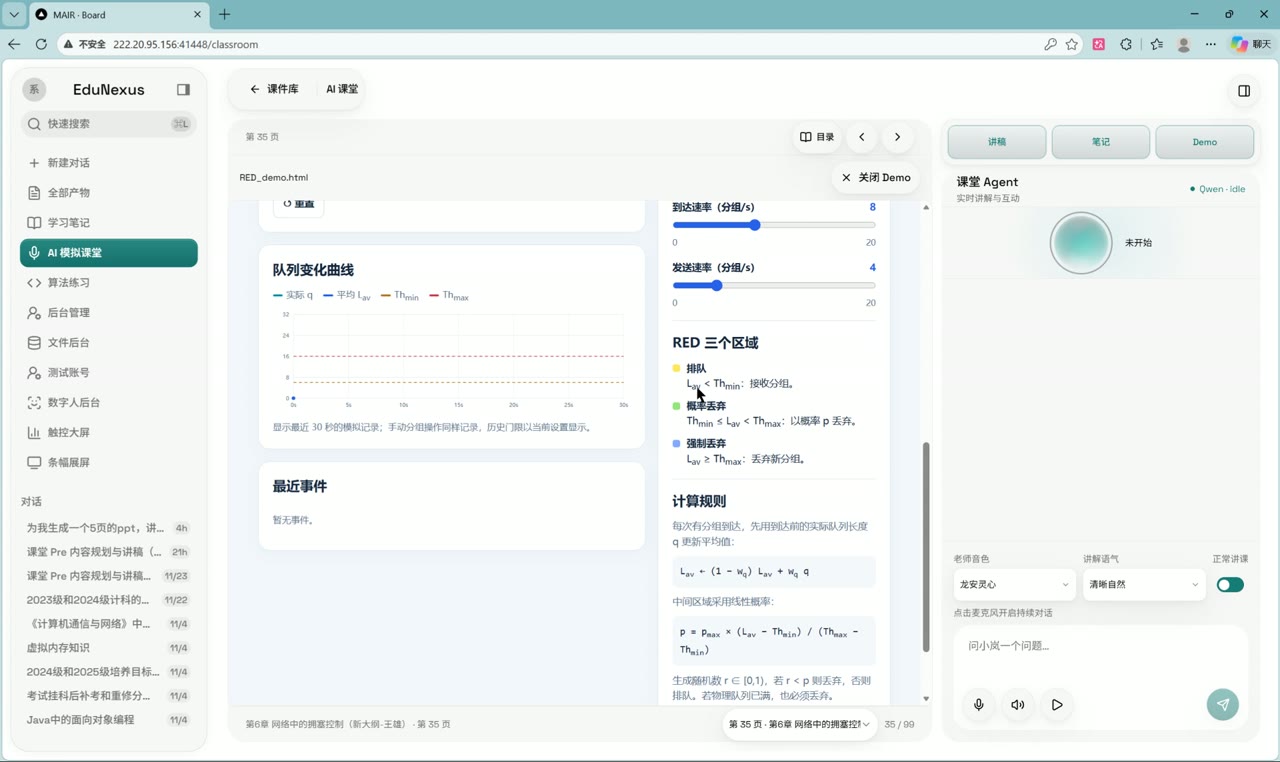 MAIR · Board
不安全 222.20.95.156:41448/classroom
聊天
系 EduNexus
快速搜索 ⌘L
新建对话
全部产物
学习笔记
AI 模拟课堂
算法练习
后台管理
文件后台
测试账号
数字人后台
触控大屏
条幅展屏
对话
为我生成一个5页的ppt，讲... 4h
课堂 Pre 内容规划与讲稿（... 21h
课堂 Pre 内容规划与讲稿... 11/23
2023级和2024级计科的... 11/22
《计算机通信与网络》中... 11/4
虚拟内存知识 11/4
2024级和2025级培养目标... 11/4
考试挂科后补考和重修分... 11/4
Java中的面向对象编程 11/4
← 课件库 AI 课堂
第 35 页
目录
RED_demo.html
× 关闭 Demo
重置
队列变化曲线
实际 q 平均 Lav Thmin Thmax
32
24
16
8
0
0s 5s 10s 15s 20s 25s 30s
显示最近 30 秒的模拟记录；手动分组操作同样记录，历史门限以当前设置显示。
最近事件
暂无事件。
到达速率（分组/s） 8
0 20
发送速率（分组/s） 4
0 20
RED 三个区域
排队
Lav < Thmin：接收分组。
概率丢弃
Thmin ≤ Lav < Thmax：以概率 p 丢弃。
强制丢弃
Lav ≥ Thmax：丢弃新分组。
计算规则
每次有分组到达，先用到达前的实际队列长度
q 更新平均值：
Lav ← (1 − wq) Lav + wq q
中间区域采用线性概率：
p = pmax × (Lav − Thmin) / (Thmax −
Thmin)
生成随机数 r ∈ [0,1)，若 r < p 则丢弃，否则
排队。若物理队列已满，也必须丢弃。
第6章 网络中的拥塞控制（新大纲-王雄）· 第 35 页
第 35 页 · 第6章 网络中的拥塞控
35 / 99
讲稿
笔记
Demo
课堂 Agent
实时讲解与互动
Qwen · idle
未开始
老师音色 讲解语气 正常讲课
龙安灵心 清晰自然
点击麦克风开启持续对话
问小岚一个问题...